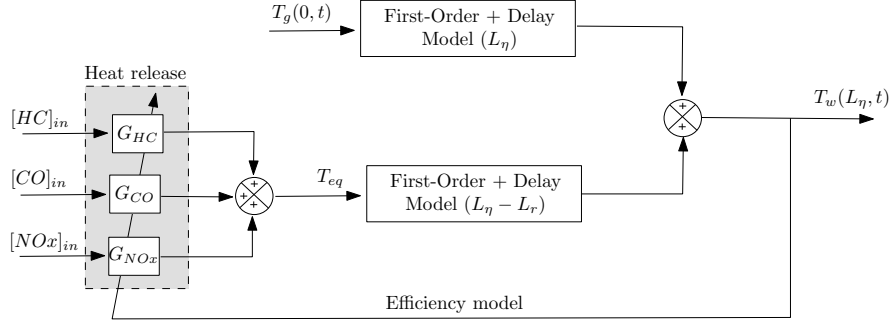 T_g(0, t)
First-Order + Delay
Model (L_η)
Heat release
T_w(L_η, t)
[HC]_in
G_HC
[CO]_in
G_CO
T_eq
First-Order + Delay
Model (L_η − L_r)
[NOx]_in
G_NOx
Efficiency model